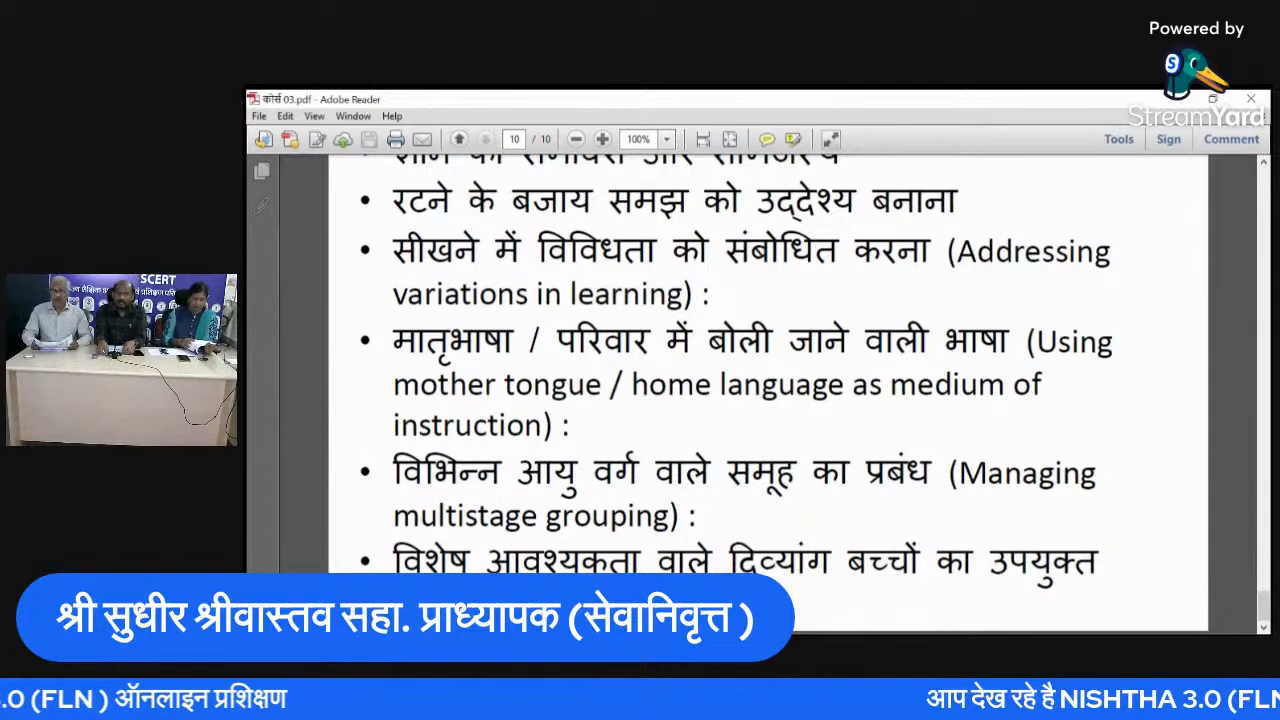 Powered by
StreamYard
कोर्स 03.pdf - Adobe Reader
File Edit View Window Help
10 / 10 100% Tools Sign Comment
• रटने के बजाय समझ को उद्देश्य बनाना
• सीखने में विविधता को संबोधित करना (Addressing
variations in learning) :
• मातृभाषा / परिवार में बोली जाने वाली भाषा (Using
mother tongue / home language as medium of
instruction) :
• विभिन्न आयु वर्ग वाले समूह का प्रबंध (Managing
multistage grouping) :
• विशेष आवश्यकता वाले दिव्यांग बच्चों का उपयुक्त
SCERT
श्री सुधीर श्रीवास्तव सहा. प्राध्यापक (सेवानिवृत्त )
.0 (FLN ) ऑनलाइन प्रशिक्षण आप देख रहे है NISHTHA 3.0 (FLN